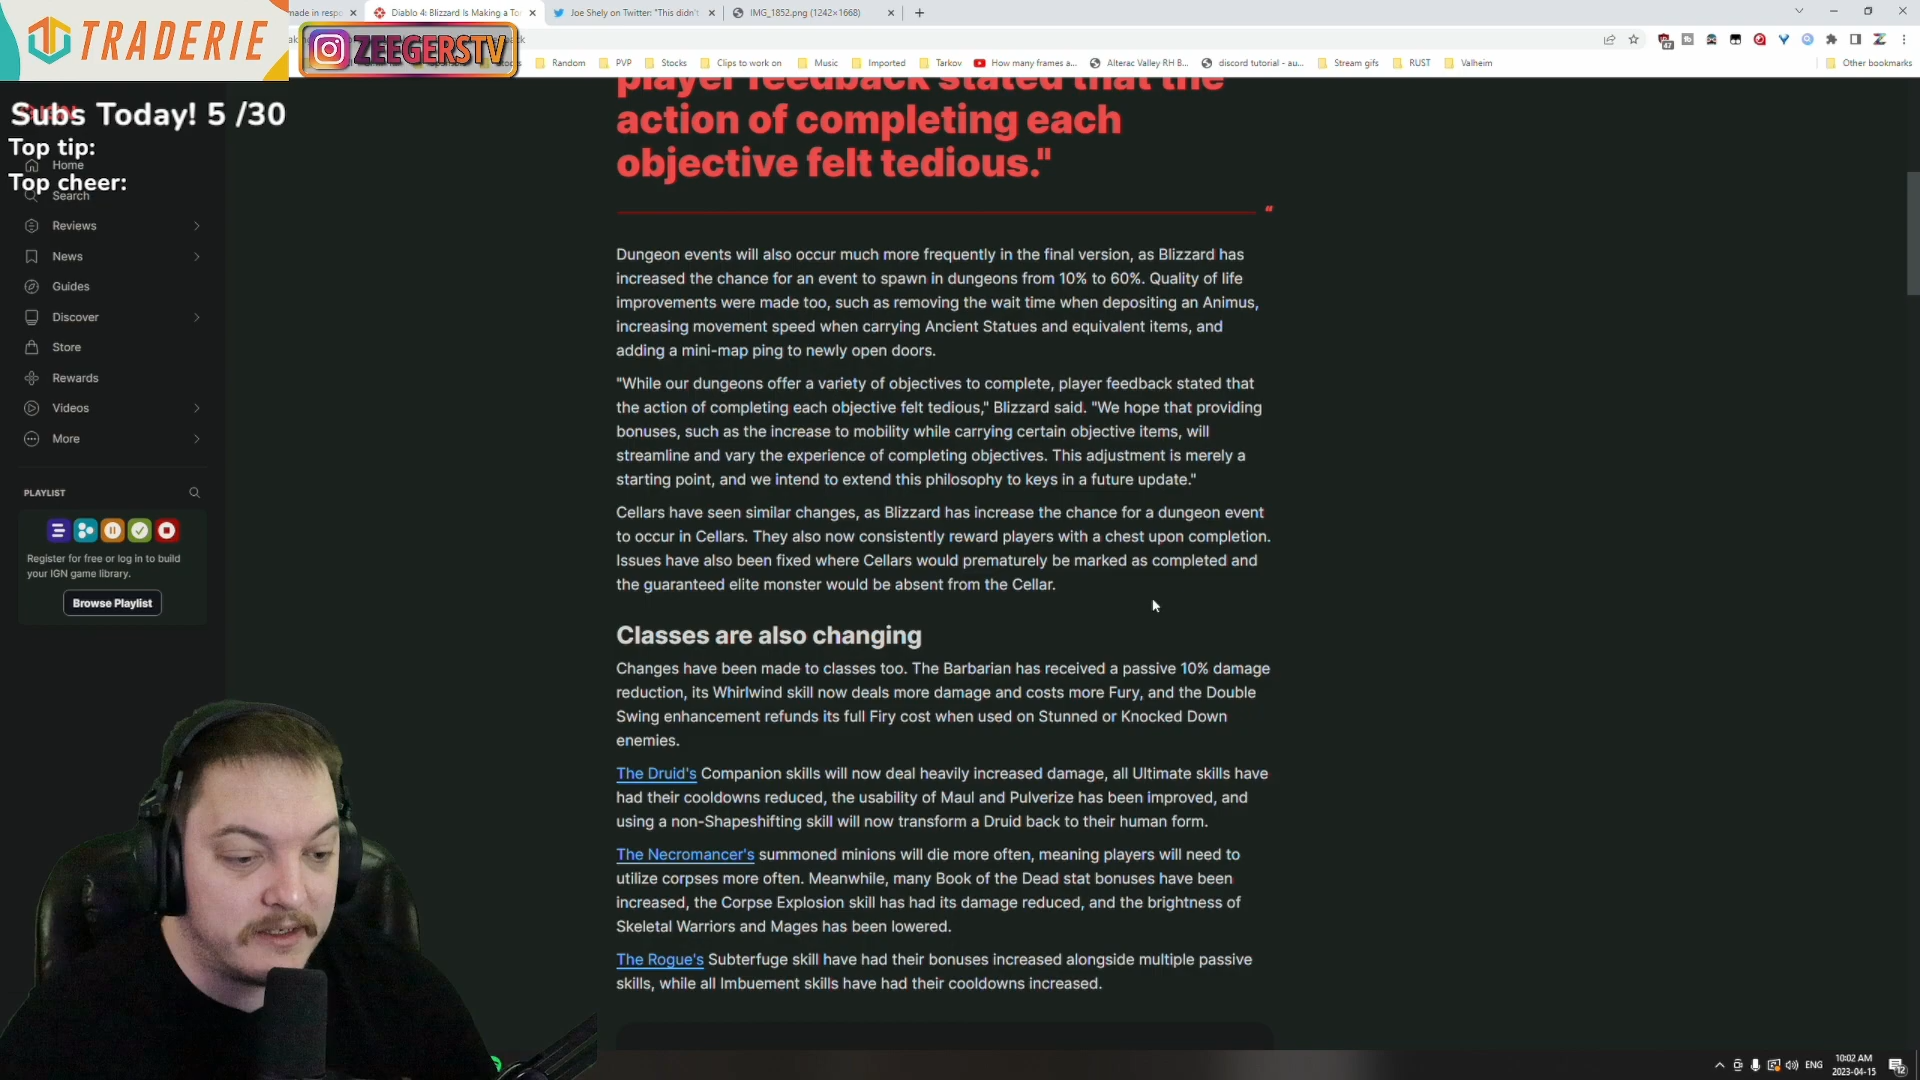 made in respo
Diablo 4: Blizzard Is Making a To
Joe Shely on Twitter: "This didn'
IMG_1852.png (1242×1668)
TRADERIE
ZEEGERSTV
Random
PVP
Stocks
Clips to work on
Music
Imported
Tarkov
How many frames a...
Alterac Valley RH B...
discord tutorial - au...
Stream gifs
RUST
Valheim
Other bookmarks
47
Subs Today! 5 /30
Top tip:
Top cheer:
Home
Search
Reviews
News
Guides
Discover
Store
Rewards
Videos
More
PLAYLIST
Register for free or log in to build
your IGN game library.
Browse Playlist
player feedback stated that the
action of completing each
objective felt tedious."
Dungeon events will also occur much more frequently in the final version, as Blizzard has
increased the chance for an event to spawn in dungeons from 10% to 60%. Quality of life
improvements were made too, such as removing the wait time when depositing an Animus,
increasing movement speed when carrying Ancient Statues and equivalent items, and
adding a mini-map ping to newly open doors.
"While our dungeons offer a variety of objectives to complete, player feedback stated that
the action of completing each objective felt tedious," Blizzard said. "We hope that providing
bonuses, such as the increase to mobility while carrying certain objective items, will
streamline and vary the experience of completing objectives. This adjustment is merely a
starting point, and we intend to extend this philosophy to keys in a future update."
Cellars have seen similar changes, as Blizzard has increase the chance for a dungeon event
to occur in Cellars. They also now consistently reward players with a chest upon completion.
Issues have also been fixed where Cellars would prematurely be marked as completed and
the guaranteed elite monster would be absent from the Cellar.
Classes are also changing
Changes have been made to classes too. The Barbarian has received a passive 10% damage
reduction, its Whirlwind skill now deals more damage and costs more Fury, and the Double
Swing enhancement refunds its full Firy cost when used on Stunned or Knocked Down
enemies.
The Druid's Companion skills will now deal heavily increased damage, all Ultimate skills have
had their cooldowns reduced, the usability of Maul and Pulverize has been improved, and
using a non-Shapeshifting skill will now transform a Druid back to their human form.
The Necromancer's summoned minions will die more often, meaning players will need to
utilize corpses more often. Meanwhile, many Book of the Dead stat bonuses have been
increased, the Corpse Explosion skill has had its damage reduced, and the brightness of
Skeletal Warriors and Mages has been lowered.
The Rogue's Subterfuge skill have had their bonuses increased alongside multiple passive
skills, while all Imbuement skills have had their cooldowns increased.
ENG
10:02 AM
2023-04-15